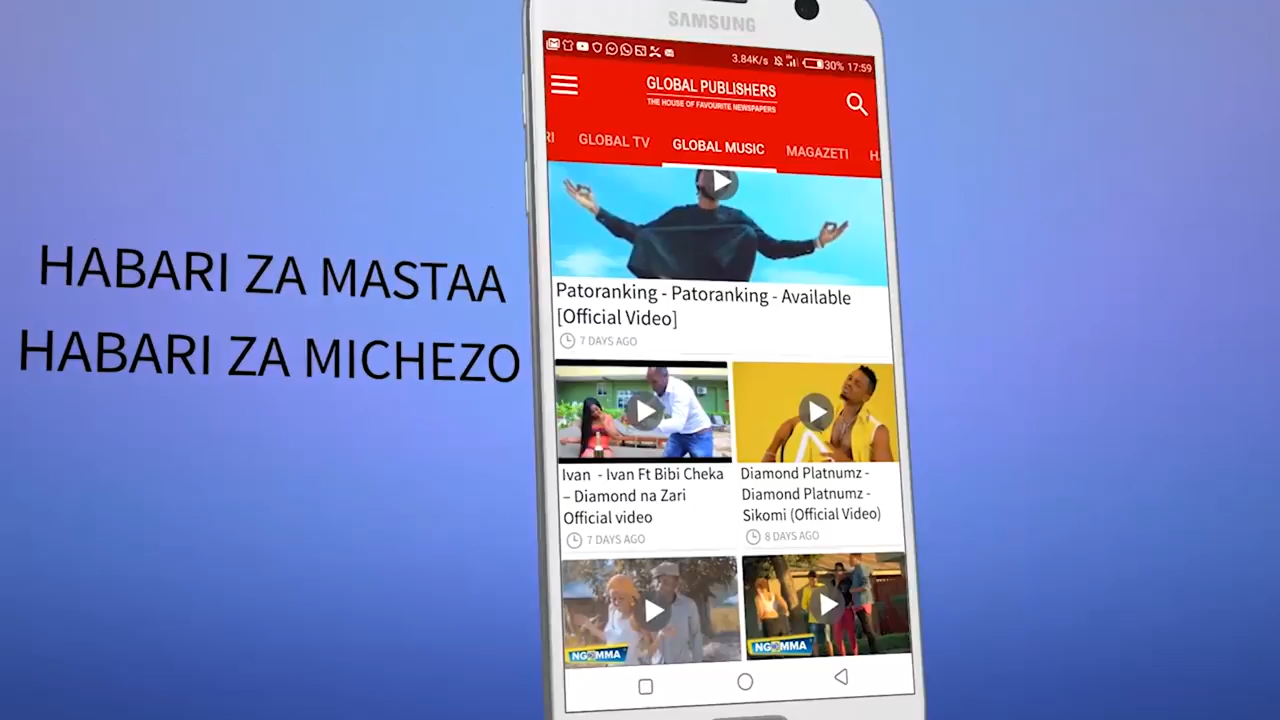 HABARI ZA MASTAA
HABARI ZA MICHEZO
SAMSUNG
3.84K/s
30% 17:59
GLOBAL PUBLISHERS
THE HOUSE OF FAVOURITE NEWSPAPERS
GLOBAL TV GLOBAL MUSIC MAGAZETI
Patoranking - Patoranking - Available
[Official Video]
7 DAYS AGO
Ivan - Ivan Ft Bibi Cheka
– Diamond na Zari
Official video
7 DAYS AGO
Diamond Platnumz -
Diamond Platnumz -
Sikomi (Official Video)
8 DAYS AGO
NGOMMA
NGOMMA